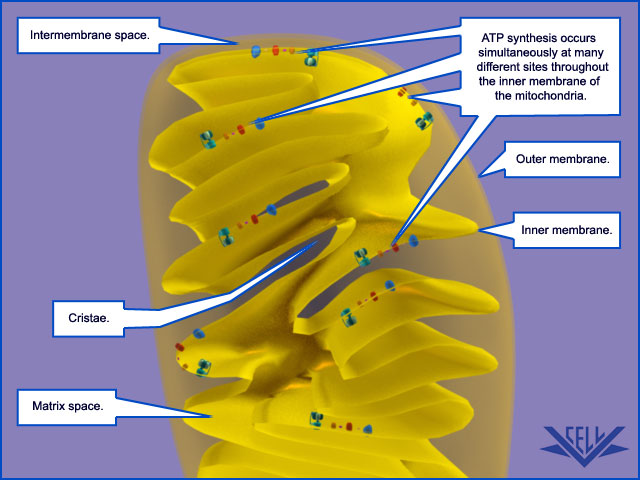 Intermembrane space.
ATP synthesis occurs
simultaneously at many
different sites throughout
the inner membrane of
the mitochondria.
Outer membrane.
Inner membrane.
Cristae.
Matrix space.
CELL